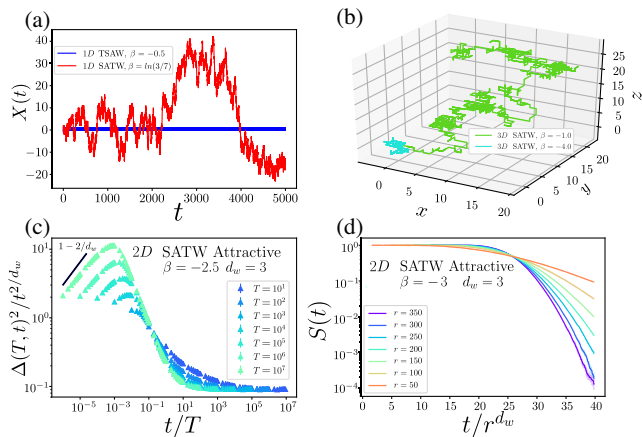 (a)
1D TSAW, β = −0.5
1D SATW, β = ln(3/7)
X(t)
40
30
20
10
0
−10
−20
0
1000
2000
3000
4000
5000
t
(b)
3D SATW, β = −1.0
3D SATW, β = −4.0
0
5
10
15
20
x
0
5
10
15
20
y
0
5
10
15
20
25
z
(c)
1 − 2/d_w
2D SATW Attractive
β = −2.5 d_w = 3
T = 10¹
T = 10²
T = 10³
T = 10⁴
T = 10⁵
T = 10⁶
T = 10⁷
Δ(T, t)²/t^{2/d_w}
10¹
10⁰
10⁻¹
10⁻⁵
10⁻³
10⁻¹
10¹
10³
10⁵
10⁷
t/T
(d)
2D SATW Attractive
β = −3 d_w = 3
r = 350
r = 300
r = 250
r = 200
r = 150
r = 100
r = 50
S(t)
10⁰
10⁻¹
10⁻²
10⁻³
10⁻⁴
0
10
20
30
40
t/r^{d_w}